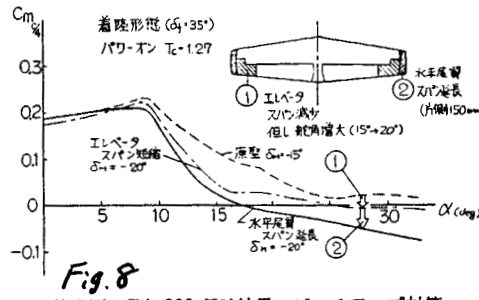 Cm c/4
着陸形態 (δf=35°)
パワーオン Tc=1.27
0.3
0.2
0.1
0
-0.1
① エレベータ
スパン減少
但し舵角増大 (15°→20°)
② 水平尾翼
スパン延長
(片側150mm)
エレベータ
スパン短縮
δH=-20°
原型 δH=-15°
①
5
10
15
20
30
α(deg)
水平尾翼
スパン延長
δH=-20°
②
Fig. 8